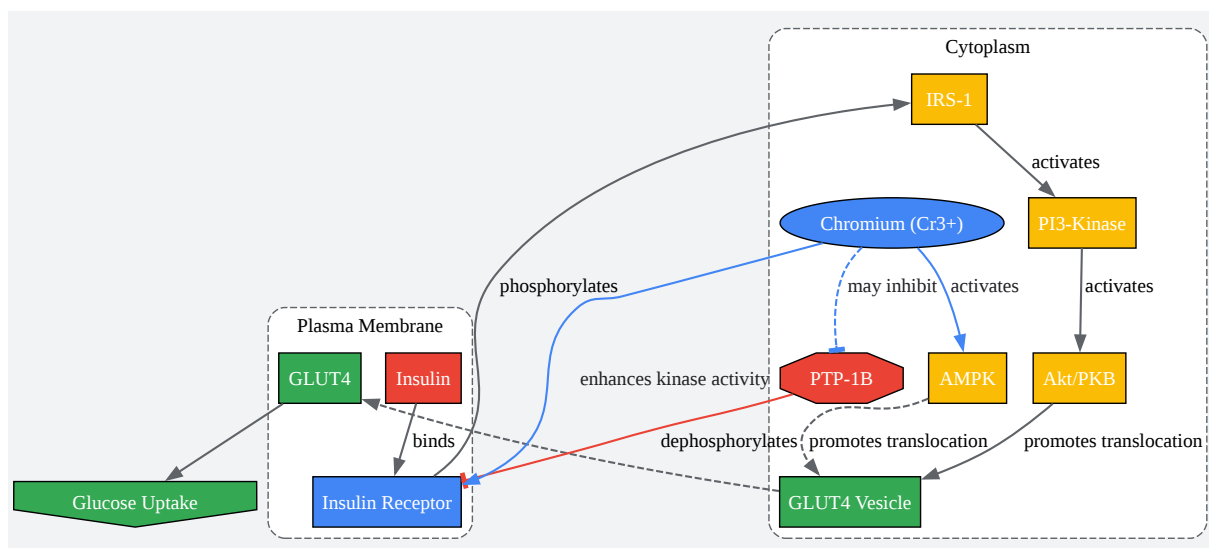 Cytoplasm
IRS-1
activates
Chromium (Cr3+)
PI3-Kinase
phosphorylates
may inhibit
activates
activates
Plasma Membrane
GLUT4
Insulin
enhances kinase activity
PTP-1B
AMPK
Akt/PKB
binds
dephosphorylates
promotes translocation
promotes translocation
Glucose Uptake
Insulin Receptor
GLUT4 Vesicle